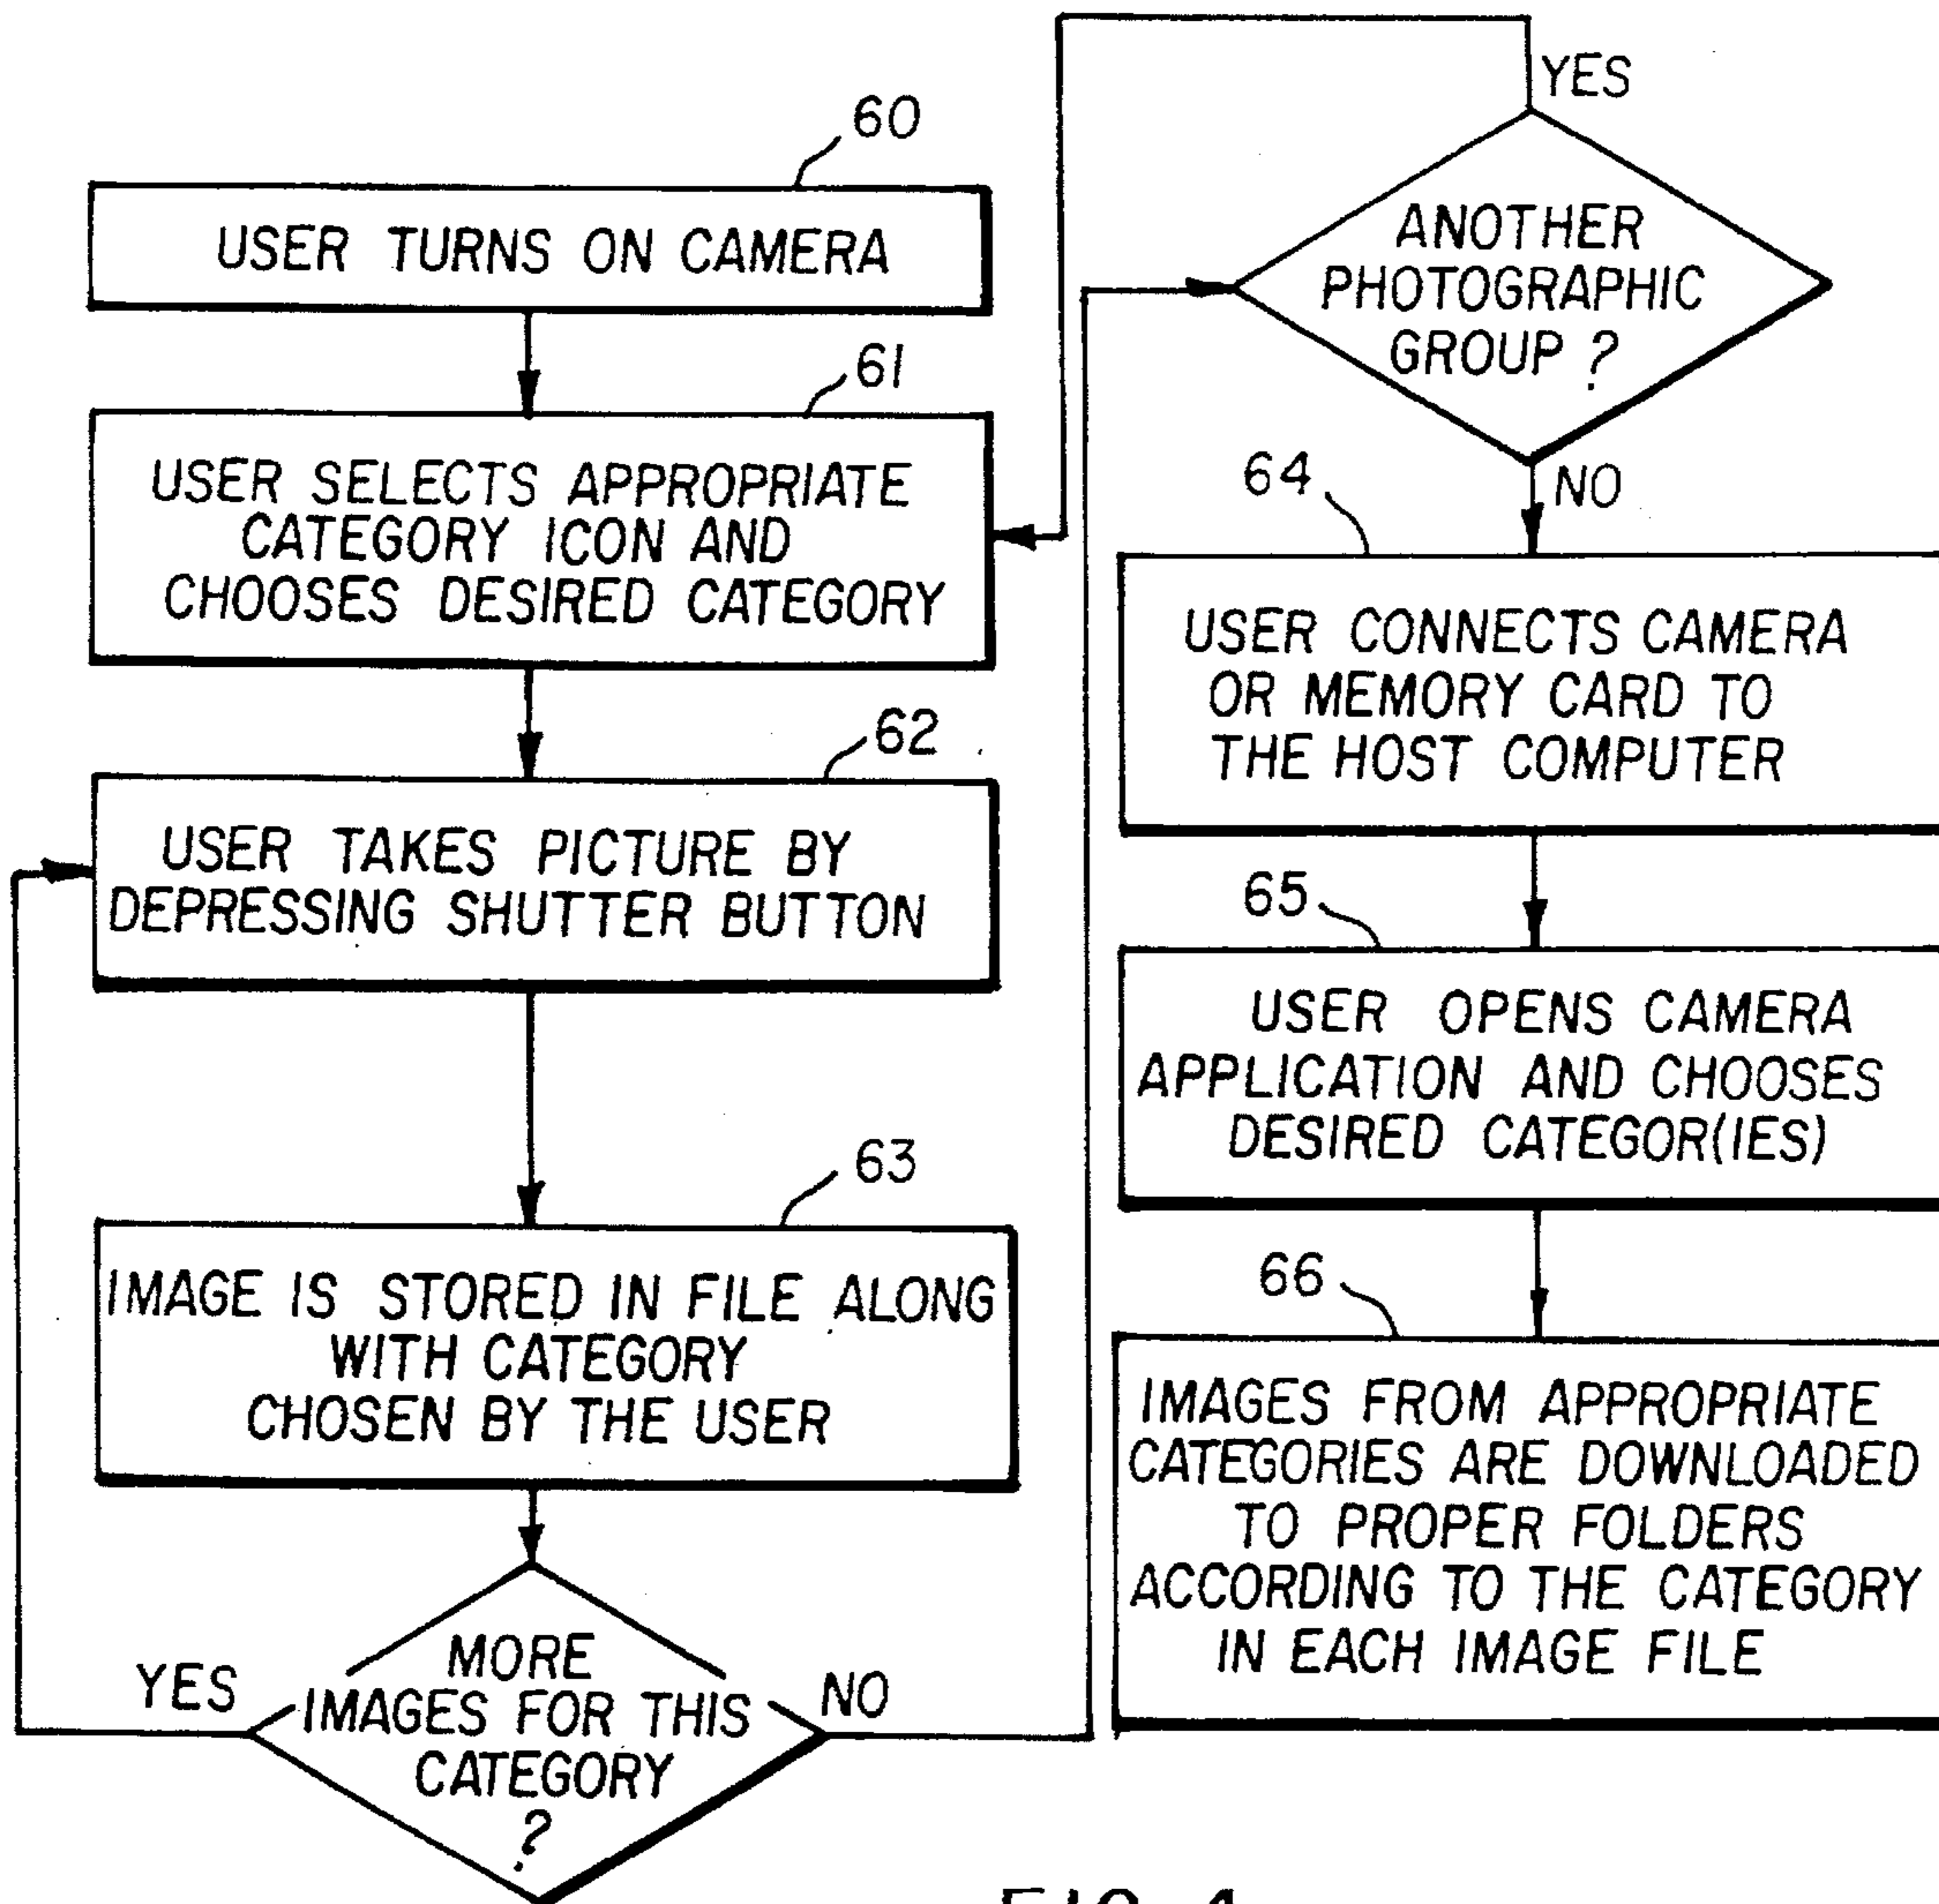 60
USER TURNS ON CAMERA
61
USER SELECTS APPROPRIATE
CATEGORY ICON AND
CHOOSES DESIRED CATEGORY
62
USER TAKES PICTURE BY
DEPRESSING SHUTTER BUTTON
63
IMAGE IS STORED IN FILE ALONG
WITH CATEGORY
CHOSEN BY THE USER
MORE
IMAGES FOR THIS
CATEGORY
?
YES
NO
YES
ANOTHER
PHOTOGRAPHIC
GROUP ?
NO
64
USER CONNECTS CAMERA
OR MEMORY CARD TO
THE HOST COMPUTER
65
USER OPENS CAMERA
APPLICATION AND CHOOSES
DESIRED CATEGOR(IES)
66
IMAGES FROM APPROPRIATE
CATEGORIES ARE DOWNLOADED
TO PROPER FOLDERS
ACCORDING TO THE CATEGORY
IN EACH IMAGE FILE